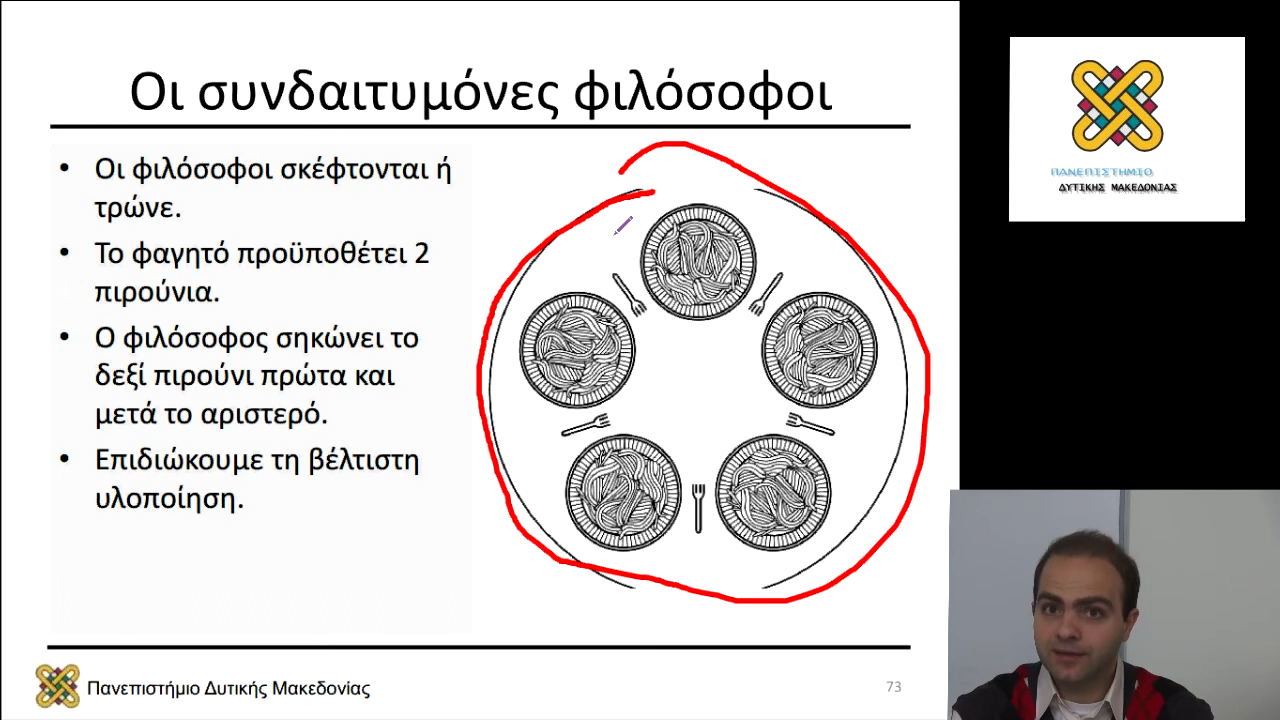 Οι συνδαιτυμόνες φιλόσοφοι
• Οι φιλόσοφοι σκέφτονται ή
τρώνε.
• Το φαγητό προϋποθέτει 2
πιρούνια.
• Ο φιλόσοφος σηκώνει το
δεξί πιρούνι πρώτα και
μετά το αριστερό.
• Επιδιώκουμε τη βέλτιστη
υλοποίηση.
Πανεπιστήμιο Δυτικής Μακεδονίας
73
ΠΑΝΕΠΙΣΤΗΜΙΟ
ΔΥΤΙΚΗΣ ΜΑΚΕΔΟΝΙΑΣ